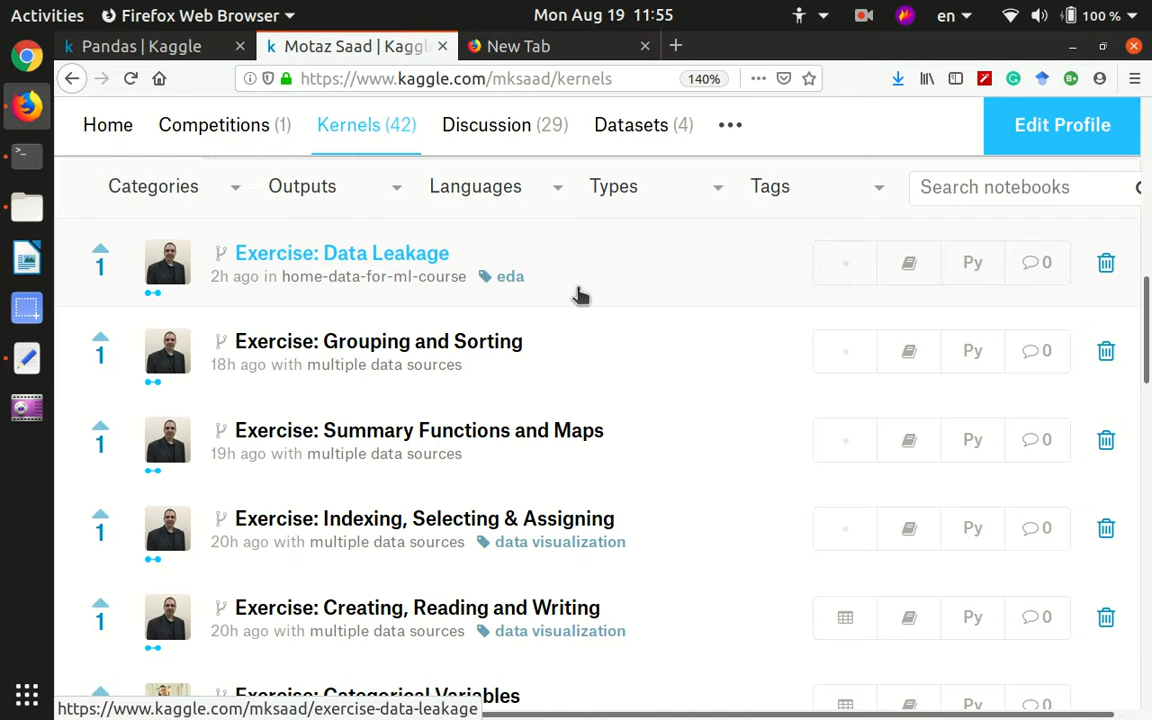 Activities Firefox Web Browser Mon Aug 19 11:55 en 100 %
Pandas | Kaggle Motaz Saad | Kaggl New Tab
https://www.kaggle.com/mksaad/kernels 140%
Home Competitions (1) Kernels (42) Discussion (29) Datasets (4) Edit Profile
Categories Outputs Languages Types Tags Search notebooks
1 Exercise: Data Leakage
2h ago in home-data-for-ml-course eda Py 0
1 Exercise: Grouping and Sorting
18h ago with multiple data sources Py 0
1 Exercise: Summary Functions and Maps
19h ago with multiple data sources Py 0
1 Exercise: Indexing, Selecting & Assigning
20h ago with multiple data sources data visualization Py 0
1 Exercise: Creating, Reading and Writing
20h ago with multiple data sources data visualization Py 0
Exercise: Categorical Variables Py 0
https://www.kaggle.com/mksaad/exercise-data-leakage